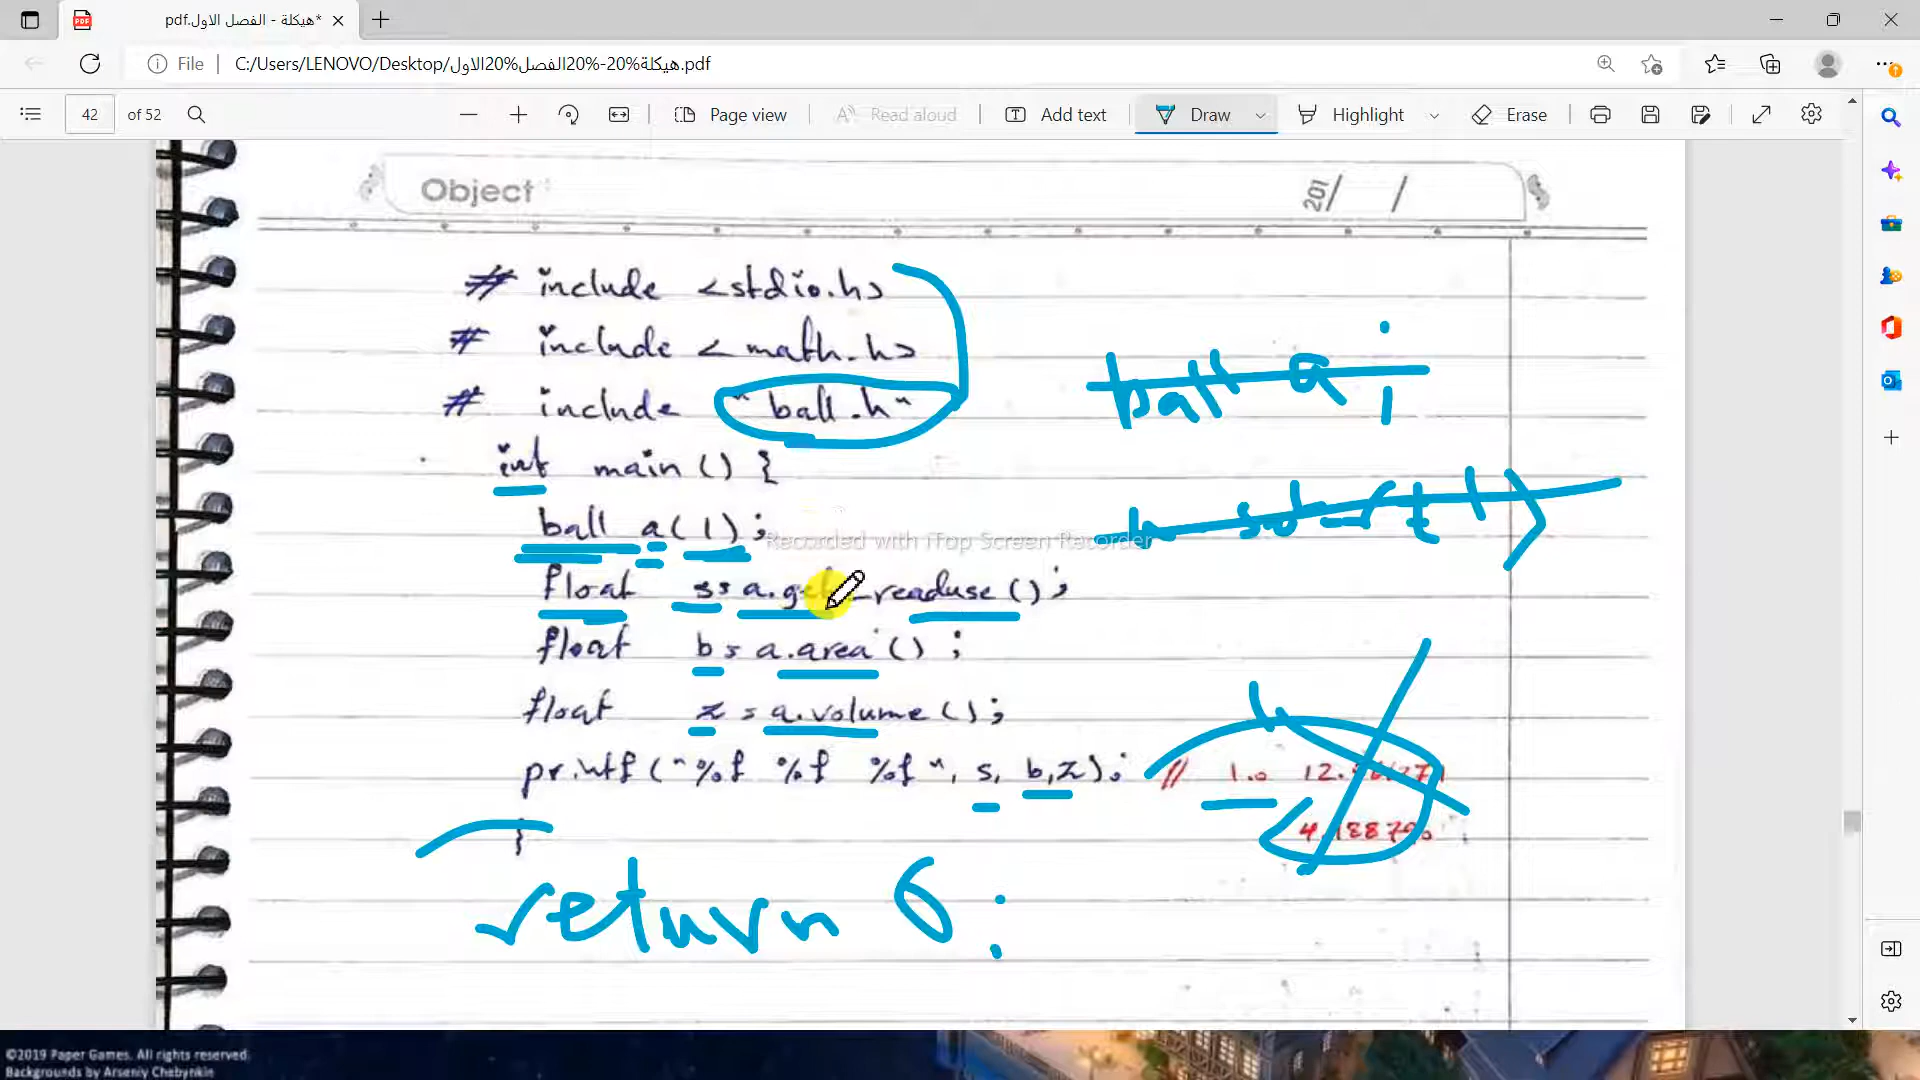 هيكلة - الفصل الاول.pdf*
File C:/Users/LENOVO/Desktop/هيكلة%20-%20الفصل%20الاول.pdf
42 of 52 Page view Read aloud Add text Draw Highlight Erase
Object 201/ /
# include <stdio.h>
# include <math.h>
# include "ball.h"
ball a;
int main() {
ball a(1);
Recorded with iTop Screen Recorder
float s = a.get_readuse();
float b = a.area();
float z = a.volume();
printf("%f %f %f", s, b,z); // 1.0
}
return 0;
©2019 Paper Games. All rights reserved.
Backgrounds by Arseniy Chebynkin